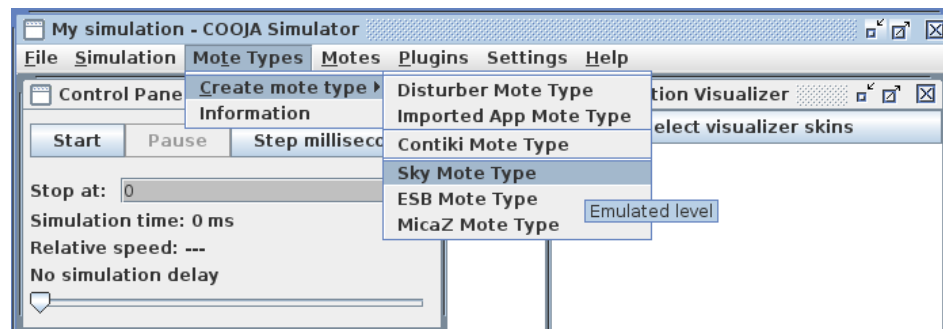 My simulation - COOJA Simulator
File Simulation Mote Types Motes Plugins Settings Help
Control Pane
Create mote type
Information
Disturber Mote Type
Imported App Mote Type
Contiki Mote Type
Sky Mote Type
ESB Mote Type
MicaZ Mote Type
Emulated level
tion Visualizer
elect visualizer skins
Start Pause Step millisec
Stop at: 0
Simulation time: 0 ms
Relative speed: ---
No simulation delay